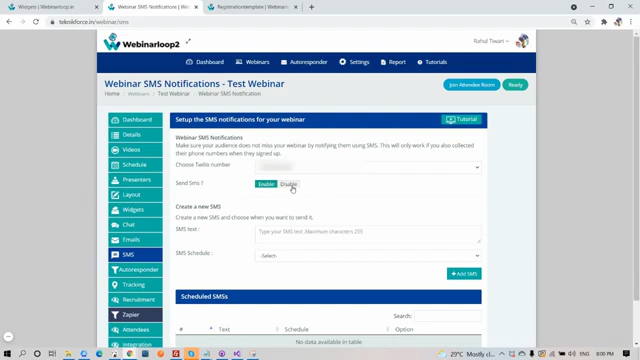 Widgets | Webinarloop.in
Webinar SMS Notifications | We
Registrationtemplate | Webinarl
teknikforce.in/webinar/sms
Webinarloop2
Rahul Tiwari
Dashboard
Webinars
Autoresponder
Settings
Report
Tutorials
Webinar SMS Notifications - Test Webinar
Home
Webinars
Test Webinar
Webinar SMS Notification
Join Attendee Room
Ready
Dashboard
Details
Videos
Schedule
Presenters
Layout
Widgets
Chat
Emails
SMS
Autoresponder
Tracking
Recruitment
Zapier
Attendees
Integration
Setup the SMS notifications for your webinar
Tutorial
Webinar SMS Notifications
Make sure your audience does not miss your webinar by notifying them using SMS. This will only work if you also collected
their phone numbers when they signed up.
Choose Twilio number
Send Sms ?
Enable
Disable
Create a new SMS
Create a new SMS and choose when you want to send it.
SMS text :
Type your SMS text .Maximum characters 255
SMS Schedule :
-Select-
+ Add SMS
Scheduled SMSs
Search:
#
Text
Schedule
Option
No data available in table
29°C Mostly cl...
ENG
8:00 PM